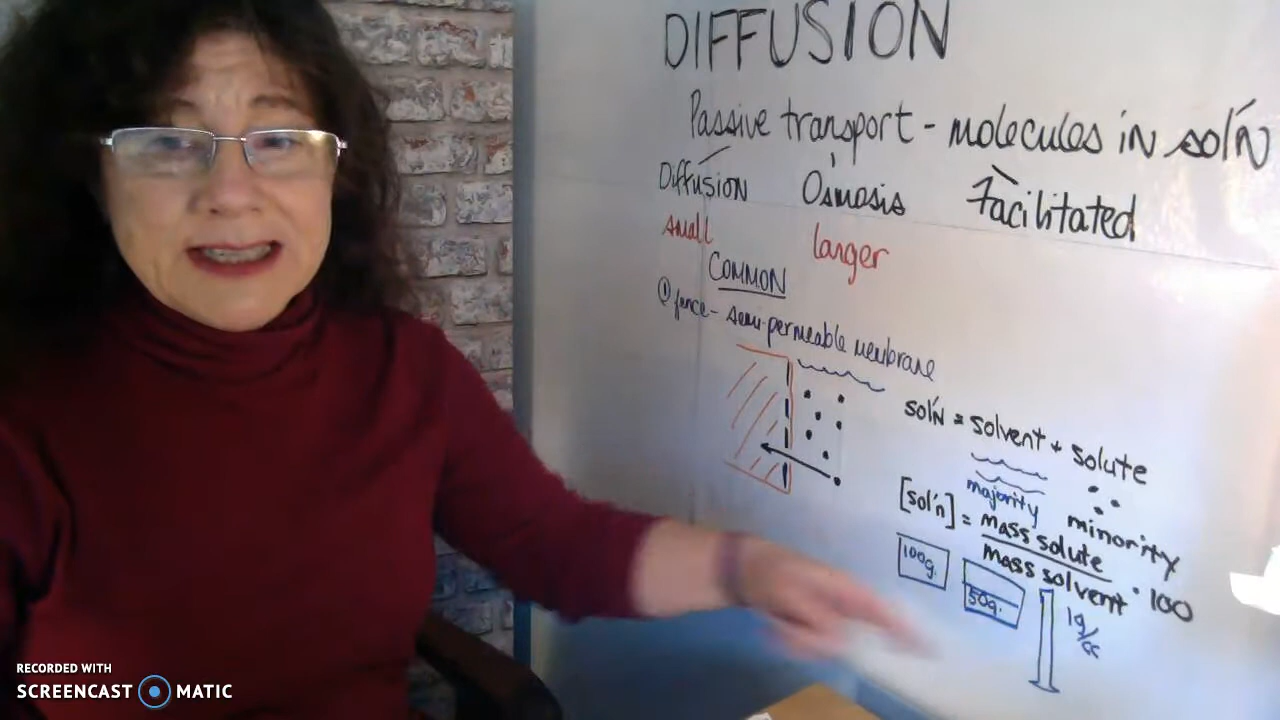 DIFFUSION
Passive transport - molecules in sol'n
Diffusion Osmosis Facilitated
small larger
COMMON
① fence - semi-permeable membrane
sol'n = solvent + solute
majority minority
[sol'n] = mass solute
mass solvent · 100
100g.
50g.
1g/cc
RECORDED WITH
SCREENCAST O MATIC